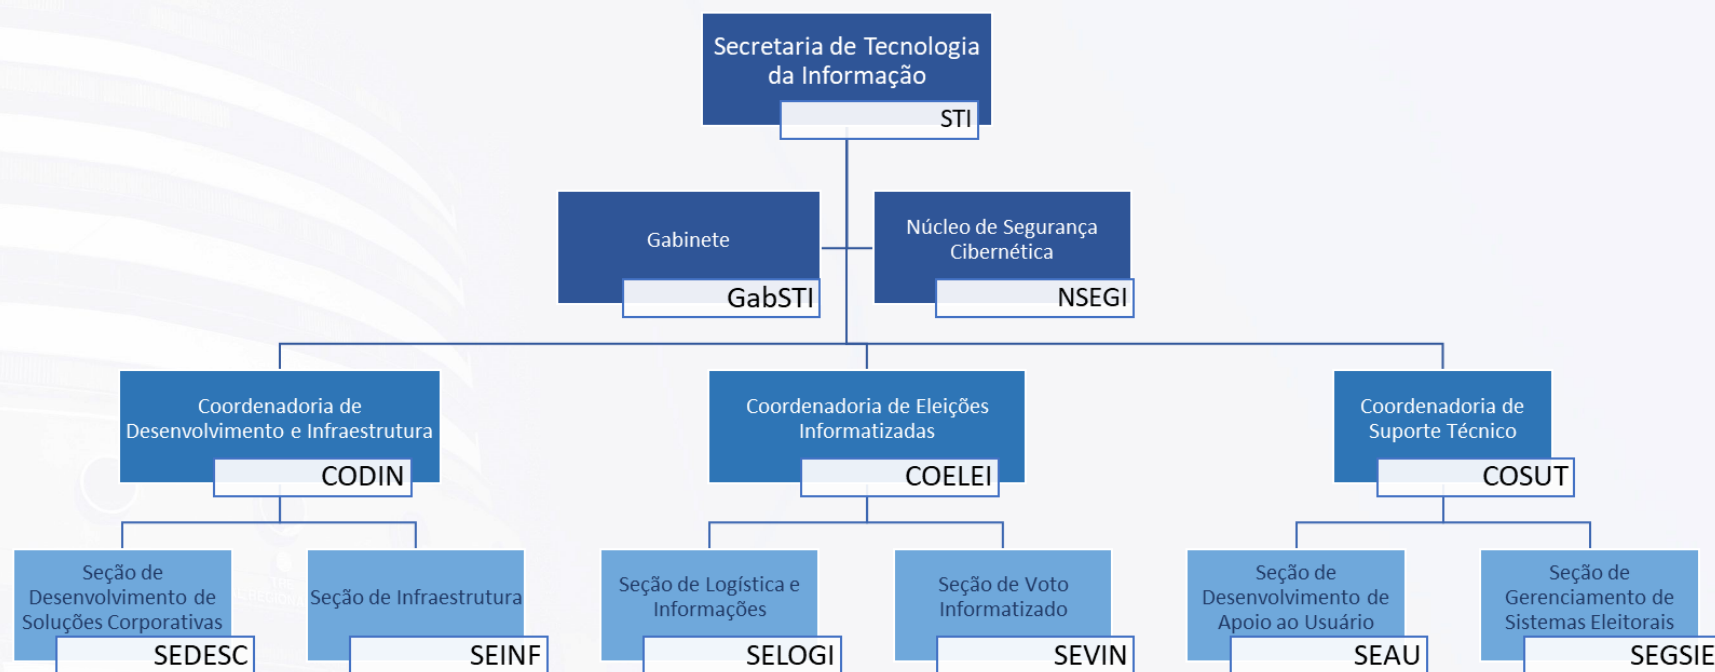 Secretaria de Tecnologia
da Informação
STI
Gabinete
GabSTI
Núcleo de Segurança
Cibernética
NSEGI
Coordenadoria de
Desenvolvimento e Infraestrutura
CODIN
Coordenadoria de Eleições
Informatizadas
COELEI
Coordenadoria de
Suporte Técnico
COSUT
Seção de
Desenvolvimento de
Soluções Corporativas
SEDESC
Seção de Infraestrutura
SEINF
Seção de Logística e
Informações
SELOGI
Seção de Voto
Informatizado
SEVIN
Seção de
Desenvolvimento de
Apoio ao Usuário
SEAU
Seção de
Gerenciamento de
Sistemas Eleitorais
SEGSIE